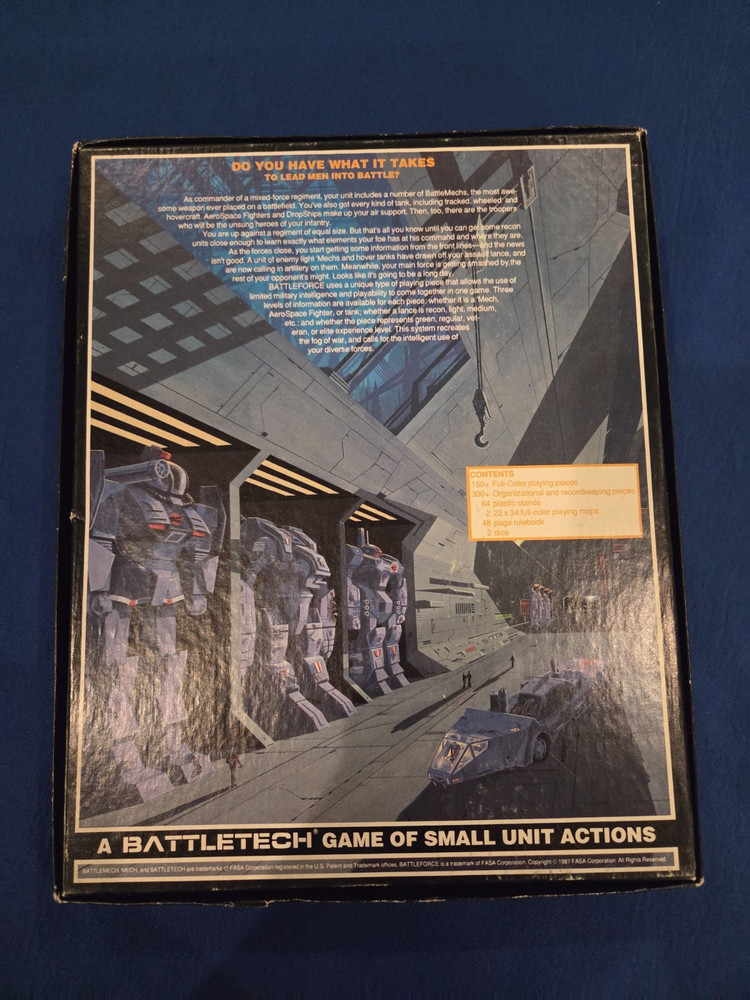 DO YOU HAVE WHAT IT TAKES
TO LEAD MEN INTO BATTLE?
As commander of a mixed-force regiment, your unit includes a number of BattleMechs, the most awe-
some weapon ever placed on a battlefield. You've also got every kind of tank, including tracked, wheeled and
hovercraft. AeroSpace Fighters and DropShips make up your air support. Then, too, there are the troopers
who will be the unsung heroes of your infantry.
You are up against a regiment of equal size. But that's all you know until you can get some recon
units close enough to learn exactly what elements your foe has at his command and where they are.
As the forces close, you start getting some information from the front lines—and the news
isn't good. A unit of enemy light 'Mechs and hover tanks have drawn off your assault lance, and
are now calling in artillery on them. Meanwhile, your main force is getting smashed by the
rest of your opponent's might. Looks like it's going to be a long day.
BATTLEFORCE uses a unique type of playing piece that allows the use of
limited military intelligence and playability to come together in one game. Three
levels of information are available for each piece: whether it is a 'Mech,
AeroSpace Fighter, or tank; whether a lance is recon, light, medium,
etc.; and whether the piece represents green, regular, vet-
eran, or elite experience level. This system recreates
the fog of war, and calls for the intelligent use of
your diverse forces.
CONTENTS
150+ Full-Color playing pieces
300+ Organizational and recordkeeping pieces
64 plastic stands
2 22 x 34 full-color playing maps
48 page rulebook
2 dice
A BATTLETECH® GAME OF SMALL UNIT ACTIONS
BATTLEMECH, MECH, and BATTLETECH are trademarks of FASA Corporation registered in the U.S. Patent and Trademark offices. BATTLEFORCE is a trademark of FASA Corporation. Copyright © 1987 FASA Corporation. All Rights Reserved.